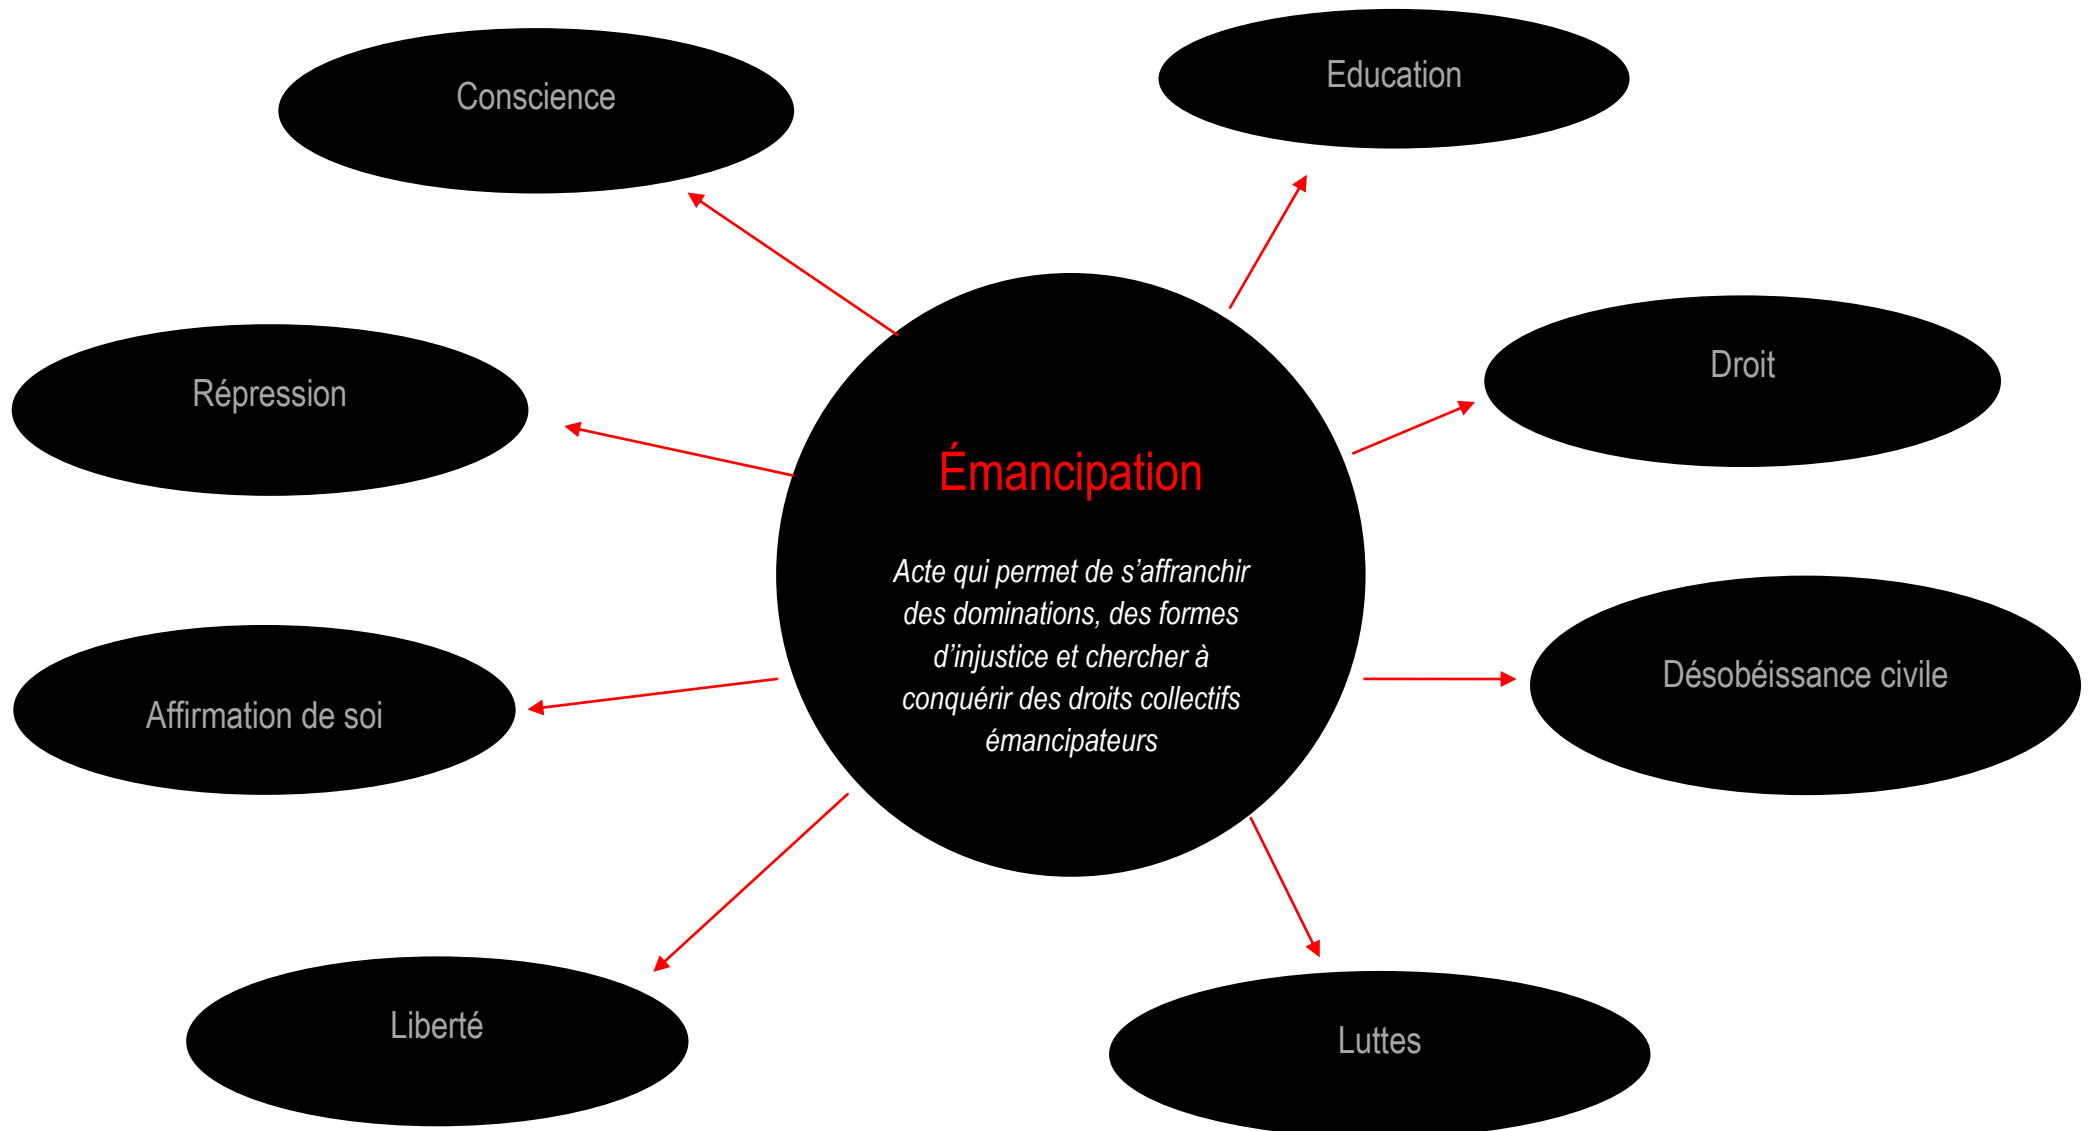 Conscience
Education
Répression
Droit
Émancipation
Acte qui permet de s’affranchir
des dominations, des formes
d’injustice et chercher à
conquérir des droits collectifs
émancipateurs
Affirmation de soi
Désobéissance civile
Liberté
Luttes